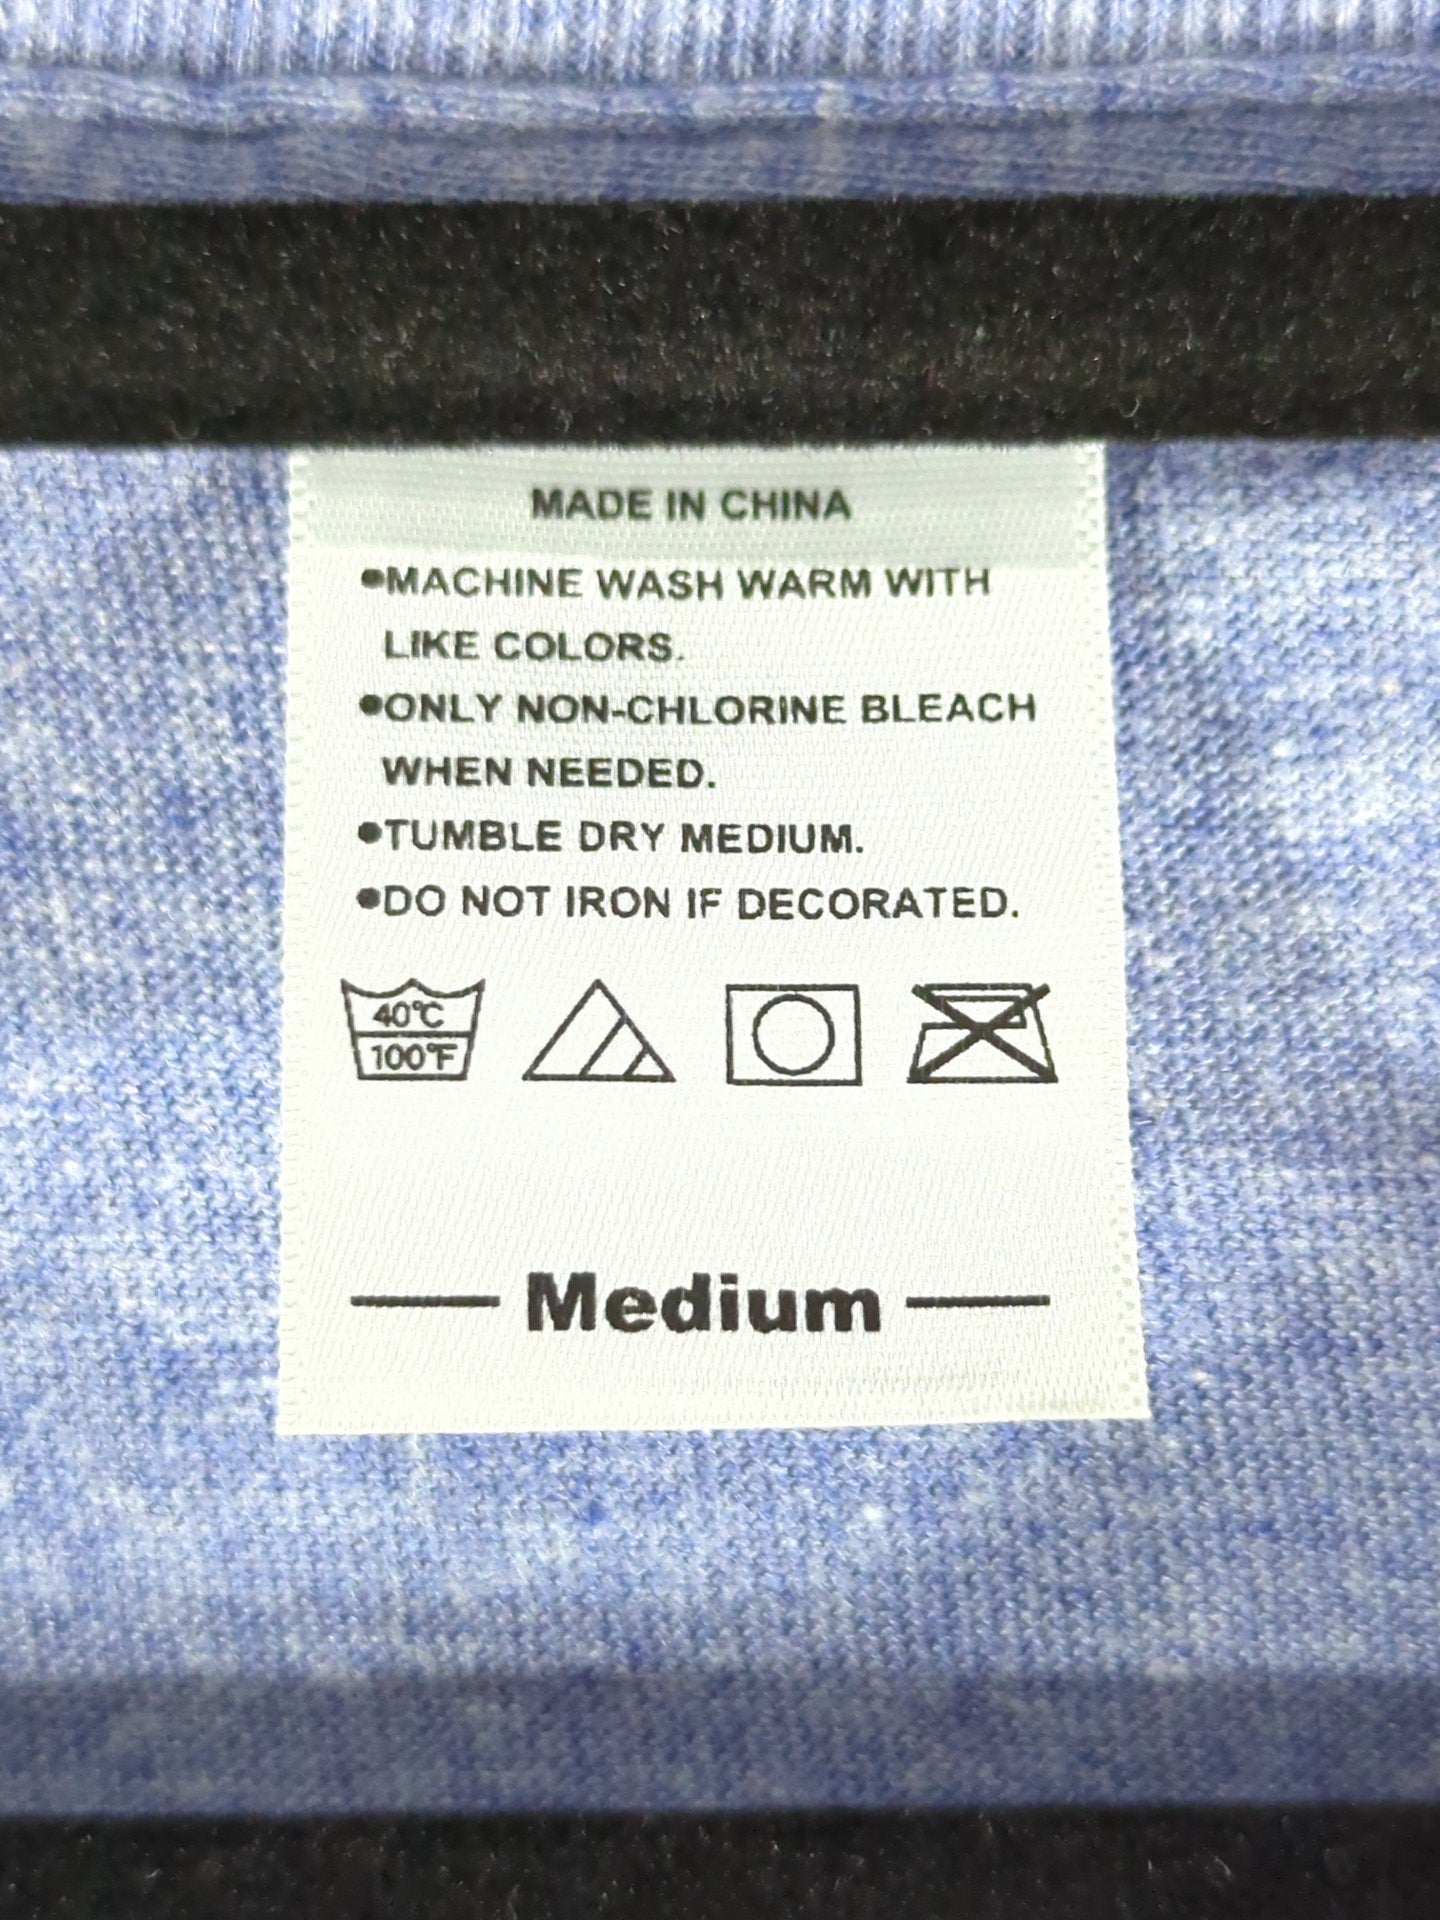 MADE IN CHINA
•MACHINE WASH WARM WITH
LIKE COLORS.
•ONLY NON-CHLORINE BLEACH
WHEN NEEDED.
•TUMBLE DRY MEDIUM.
•DO NOT IRON IF DECORATED.
40℃
100℉
Medium